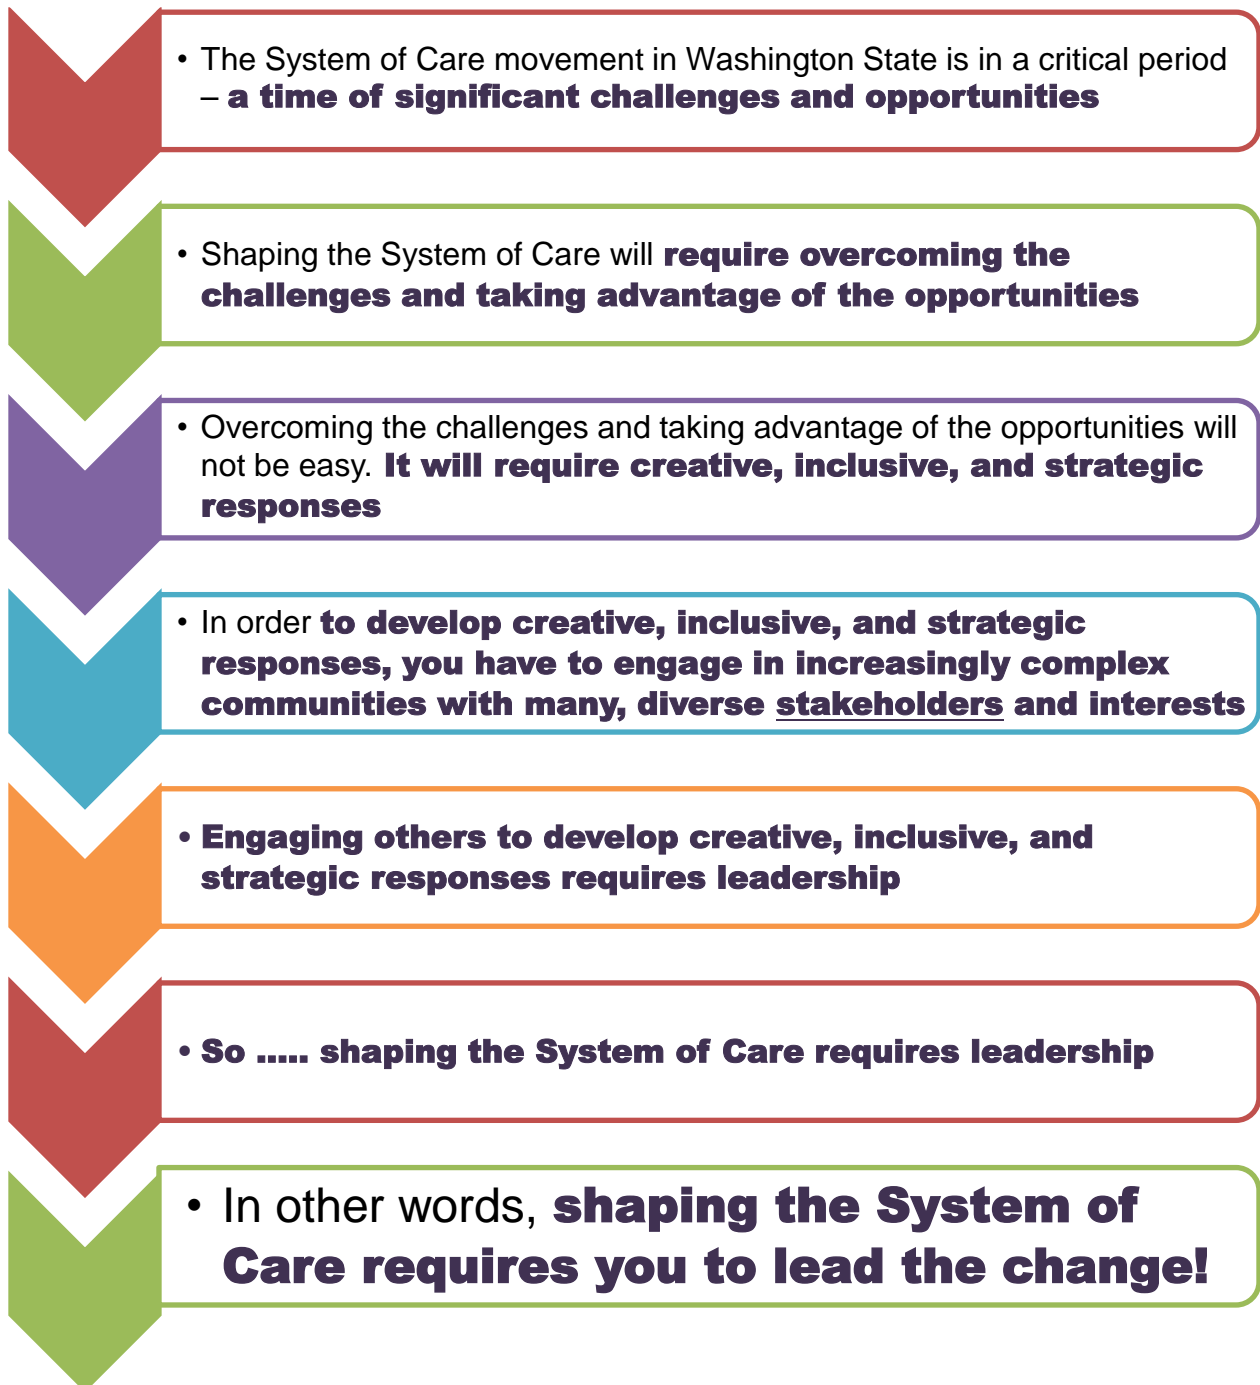 • The System of Care movement in Washington State is in a critical period
– a time of significant challenges and opportunities
• Shaping the System of Care will require overcoming the
challenges and taking advantage of the opportunities
• Overcoming the challenges and taking advantage of the opportunities will
not be easy. It will require creative, inclusive, and strategic
responses
• In order to develop creative, inclusive, and strategic
responses, you have to engage in increasingly complex
communities with many, diverse stakeholders and interests
• Engaging others to develop creative, inclusive, and
strategic responses requires leadership
• So ..... shaping the System of Care requires leadership
• In other words, shaping the System of
Care requires you to lead the change!